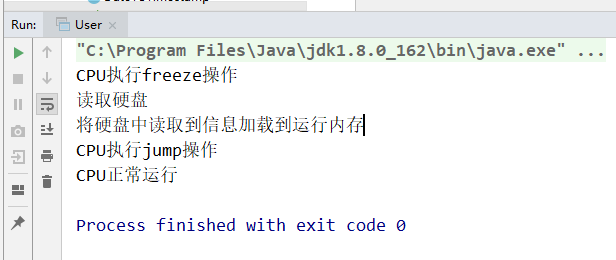 Run:
User
"C:\Program Files\Java\jdk1.8.0_162\bin\java.exe" ...
CPU执行freeze操作
读取硬盘
将硬盘中读取到信息加载到运行内存
CPU执行jump操作
CPU正常运行
Process finished with exit code 0